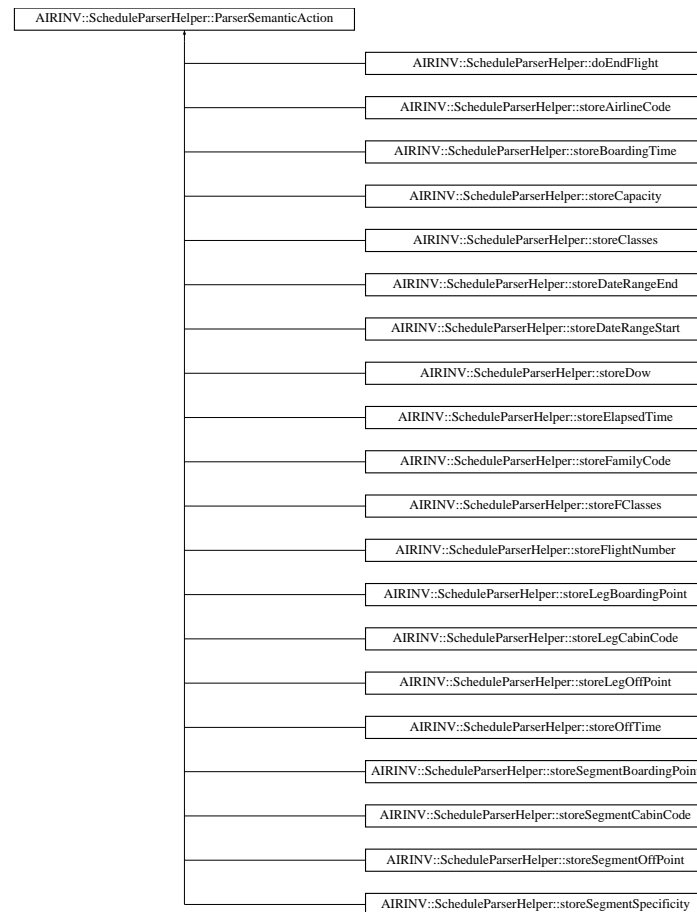 AIRINV::ScheduleParserHelper::ParserSemanticAction
AIRINV::ScheduleParserHelper::doEndFlight
AIRINV::ScheduleParserHelper::storeAirlineCode
AIRINV::ScheduleParserHelper::storeBoardingTime
AIRINV::ScheduleParserHelper::storeCapacity
AIRINV::ScheduleParserHelper::storeClasses
AIRINV::ScheduleParserHelper::storeDateRangeEnd
AIRINV::ScheduleParserHelper::storeDateRangeStart
AIRINV::ScheduleParserHelper::storeDow
AIRINV::ScheduleParserHelper::storeElapsedTime
AIRINV::ScheduleParserHelper::storeFamilyCode
AIRINV::ScheduleParserHelper::storeFClasses
AIRINV::ScheduleParserHelper::storeFlightNumber
AIRINV::ScheduleParserHelper::storeLegBoardingPoint
AIRINV::ScheduleParserHelper::storeLegCabinCode
AIRINV::ScheduleParserHelper::storeLegOffPoint
AIRINV::ScheduleParserHelper::storeOffTime
AIRINV::ScheduleParserHelper::storeSegmentBoardingPoint
AIRINV::ScheduleParserHelper::storeSegmentCabinCode
AIRINV::ScheduleParserHelper::storeSegmentOffPoint
AIRINV::ScheduleParserHelper::storeSegmentSpecificity